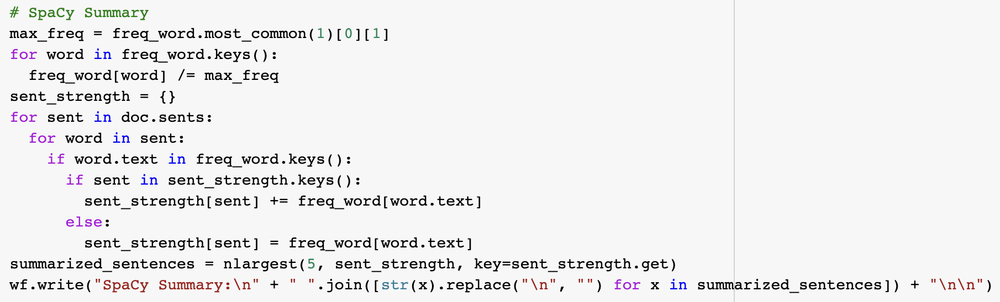 # SpaCy Summary
max_freq = freq_word.most_common(1)[0][1]
for word in freq_word.keys():
  freq_word[word] /= max_freq
sent_strength = {}
for sent in doc.sents:
  for word in sent:
    if word.text in freq_word.keys():
      if sent in sent_strength.keys():
        sent_strength[sent] += freq_word[word.text]
      else:
        sent_strength[sent] = freq_word[word.text]
summarized_sentences = nlargest(5, sent_strength, key=sent_strength.get)
wf.write("SpaCy Summary:\n" + " ".join([str(x).replace("\n", "") for x in summarized_sentences]) + "\n\n")